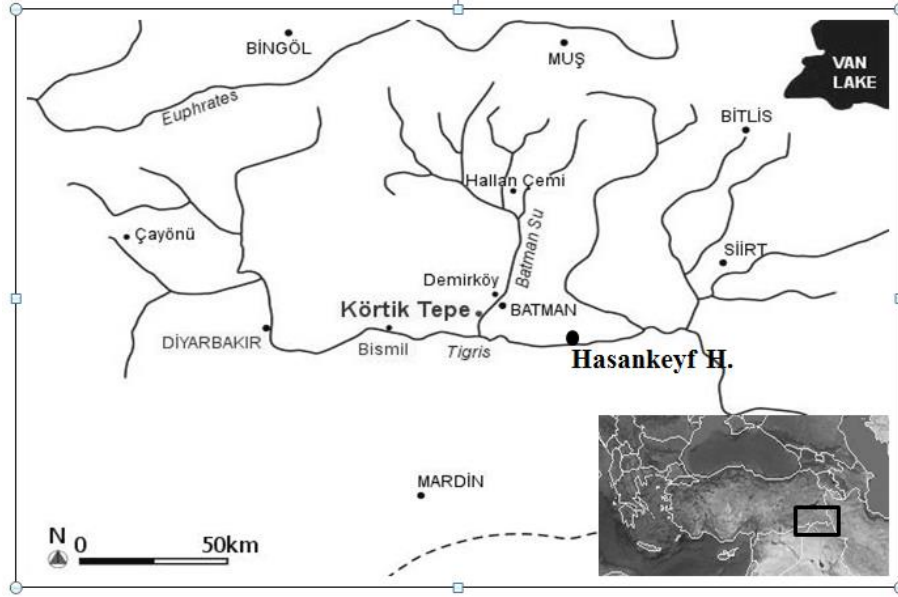 BİNGÖL
MUŞ
VAN
LAKE
Euphrates
BİTLİS
Hallan Çemi
Çayönü
Batman Su
SİİRT
Demirköy
BATMAN
Körtik Tepe
DİYARBAKIR
Bismil
Tigris
Hasankeyf H.
MARDİN
N
0
50km